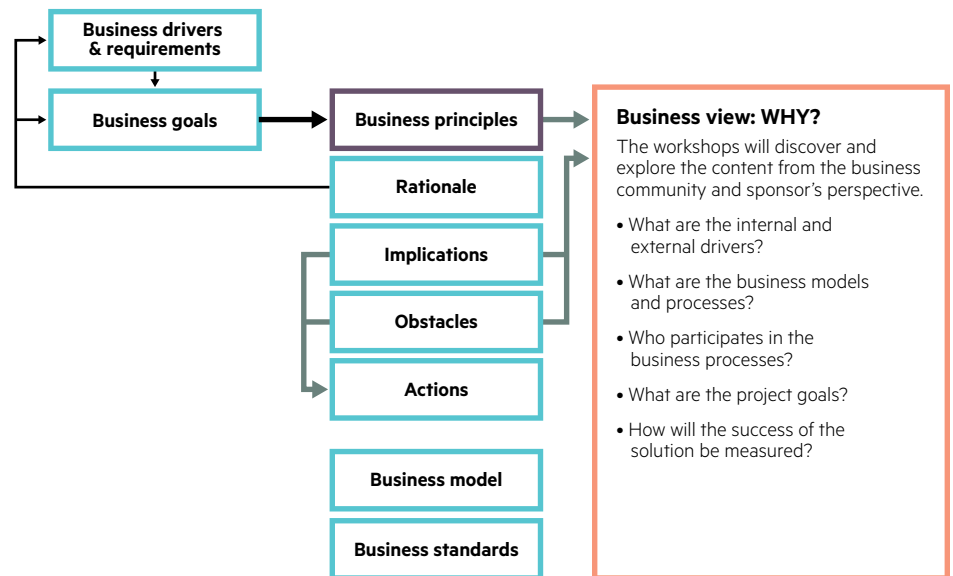 Business drivers
& requirements
Business goals
Business principles
Rationale
Implications
Obstacles
Actions
Business model
Business standards
Business view: WHY?
The workshops will discover and
explore the content from the business
community and sponsor’s perspective.
• What are the internal and
external drivers?
• What are the business models
and processes?
• Who participates in the
business processes?
• What are the project goals?
• How will the success of the
solution be measured?